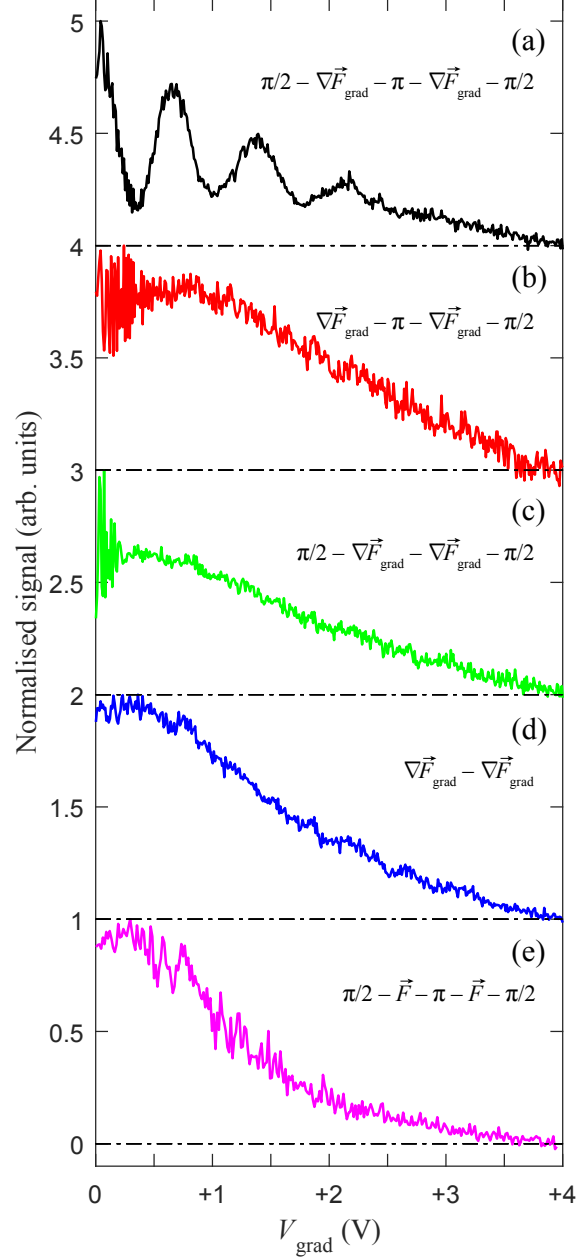 5
(a)
π/2 – ∇F⃗grad – π – ∇F⃗grad – π/2
4.5
4
(b)
∇F⃗grad – π – ∇F⃗grad – π/2
3.5
3
(c)
π/2 – ∇F⃗grad – ∇F⃗grad – π/2
2.5
2
(d)
∇F⃗grad – ∇F⃗grad
1.5
1
(e)
π/2 – F⃗ – π – F⃗ – π/2
0.5
0
Normalised signal (arb. units)
0 +1 +2 +3 +4
Vgrad (V)